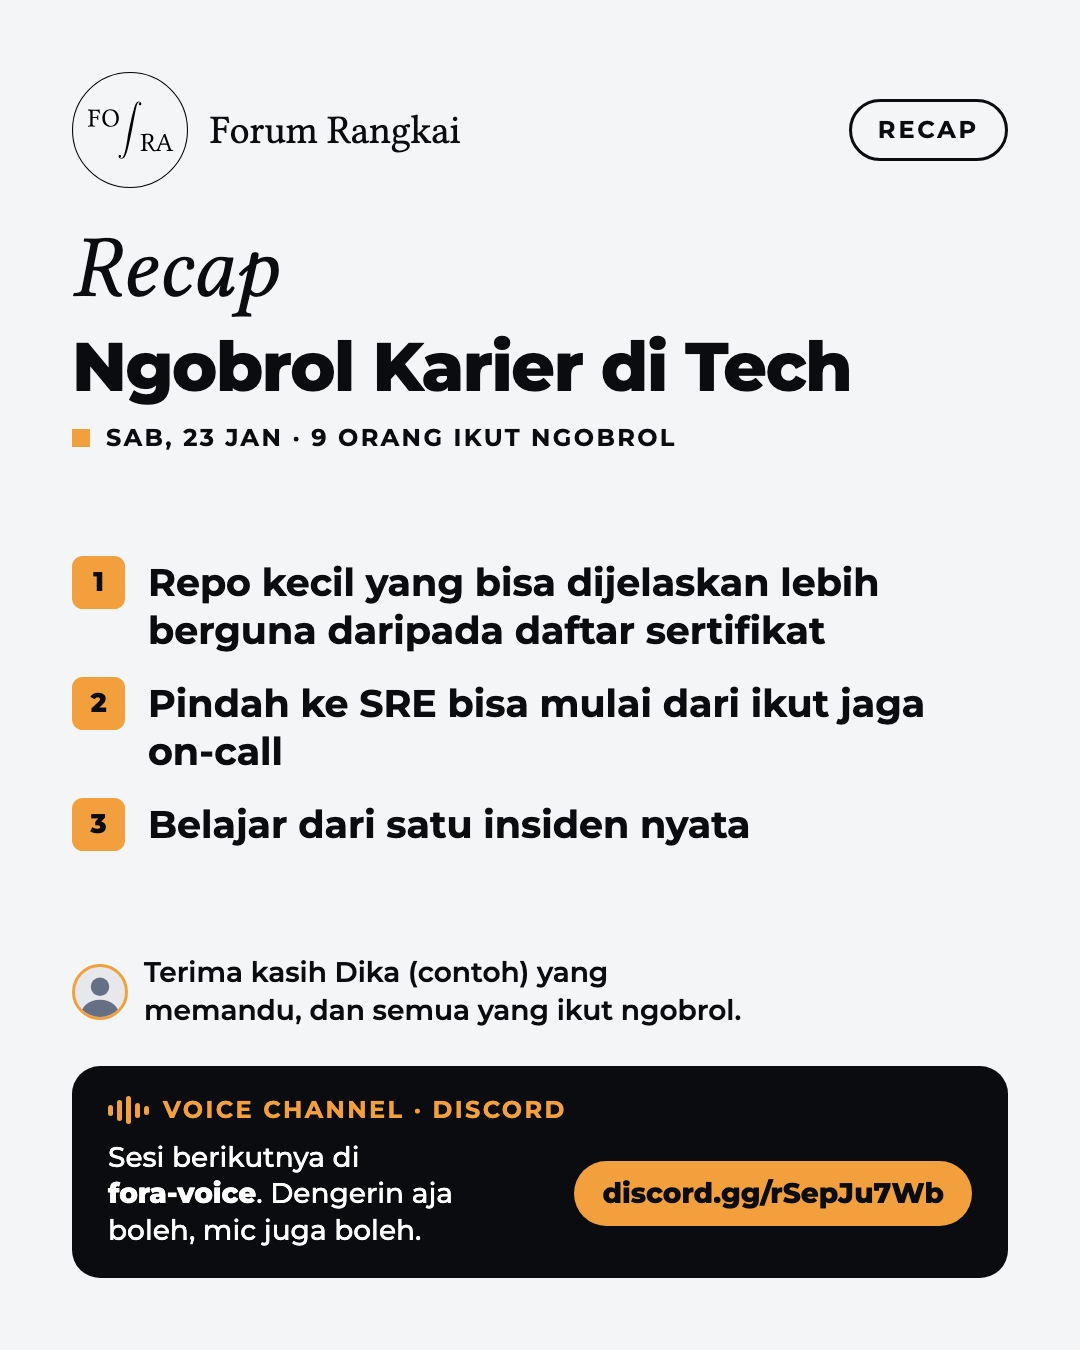 FO
RA
Forum Rangkai
RECAP
Recap
Ngobrol Karier di Tech
SAB, 23 JAN · 9 ORANG IKUT NGOBROL
1
Repo kecil yang bisa dijelaskan lebih
berguna daripada daftar sertifikat
2
Pindah ke SRE bisa mulai dari ikut jaga
on-call
3
Belajar dari satu insiden nyata
Terima kasih Dika (contoh) yang
memandu, dan semua yang ikut ngobrol.
VOICE CHANNEL · DISCORD
Sesi berikutnya di
fora-voice. Dengerin aja
boleh, mic juga boleh.
discord.gg/rSepJu7Wb